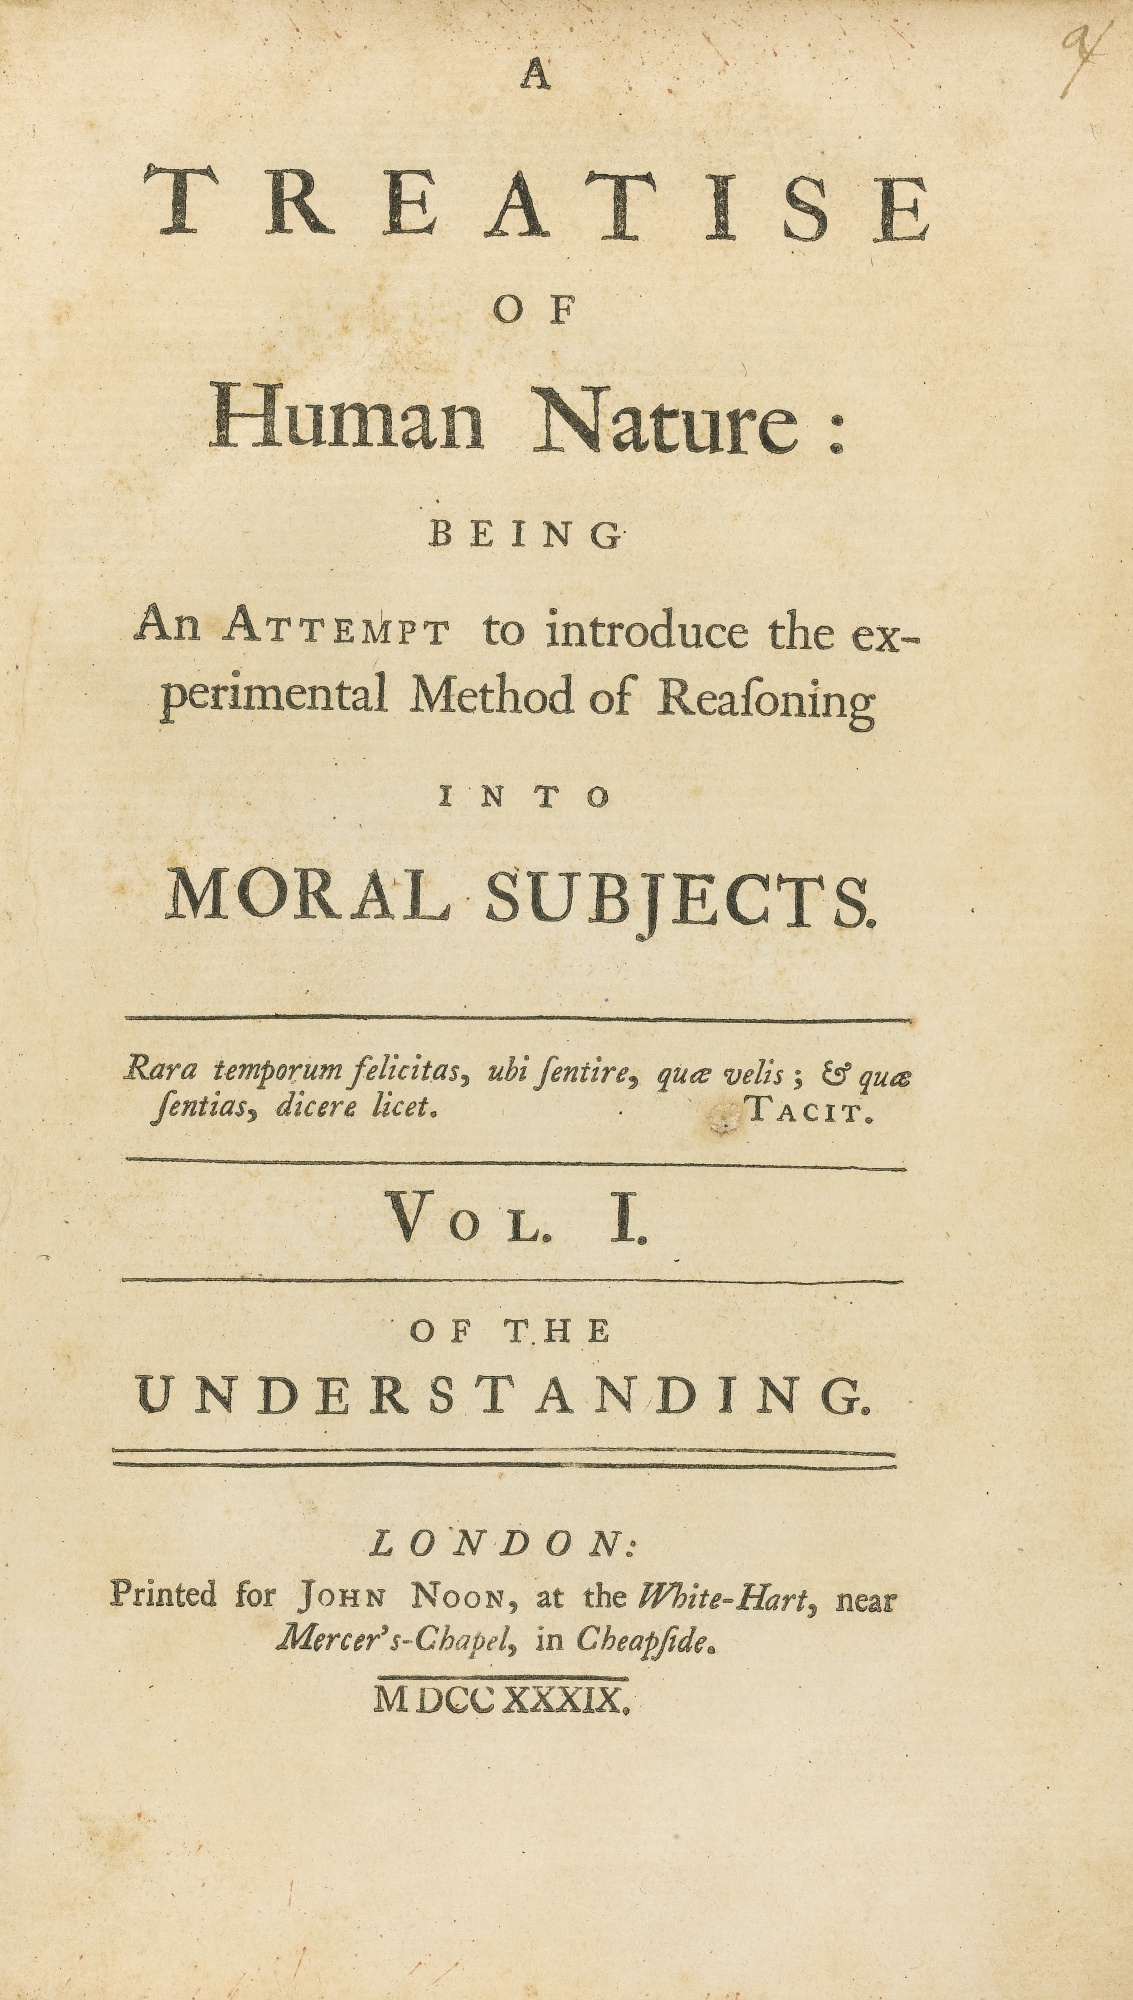 A
TREATISE
OF
Human Nature :
BEING
An ATTEMPT to introduce the ex-
perimental Method of Reaſoning
INTO
MORAL SUBJECTS.
Rara temporum felicitas, ubi ſentire, quæ velis ; & quæ
ſentias, dicere licet. TACIT.
VOL. I.
OF THE
UNDERSTANDING.
LONDON:
Printed for JOHN NOON, at the White-Hart, near
Mercer's-Chapel, in Cheapſide.
MDCCXXXIX.